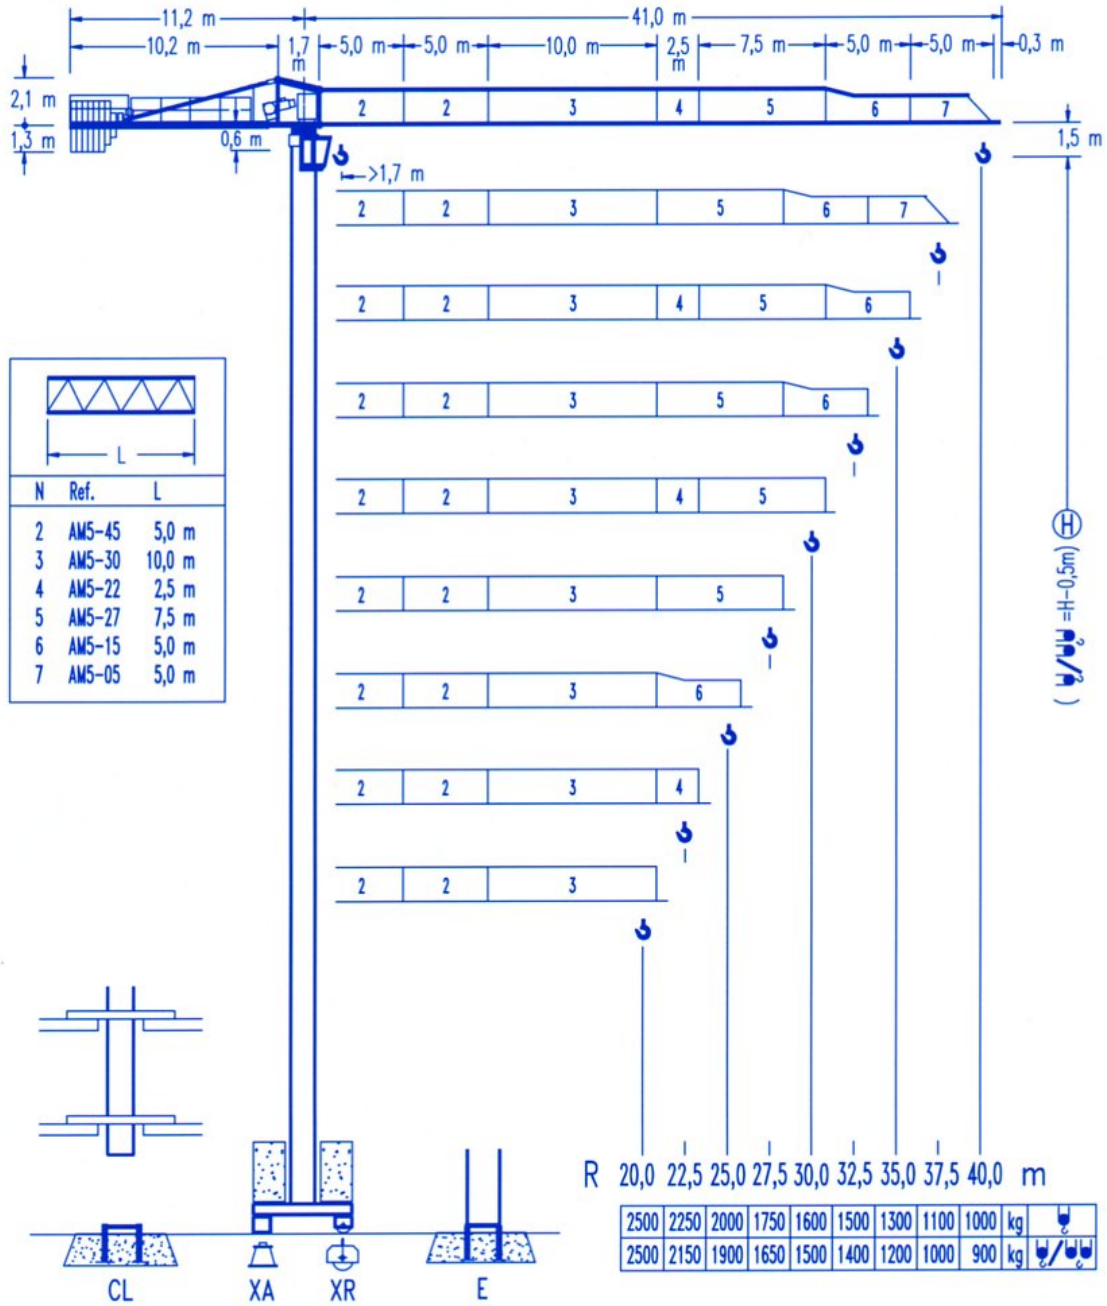 11,2 m 41,0 m
10,2 m 1,7 m 5,0 m 5,0 m 10,0 m 2,5 m 7,5 m 5,0 m 5,0 m 0,3 m
2,1 m
1,3 m
0,6 m
2 2 3 4 5 6 7
1,5 m
>1,7 m
2 2 3 5 6 7
2 2 3 4 5 6
2 2 3 5 6
2 2 3 4 5
2 2 3 5
2 2 3 6
2 2 3 4
2 2 3
L
N Ref. L
2 AM5-45 5,0 m
3 AM5-30 10,0 m
4 AM5-22 2,5 m
5 AM5-27 7,5 m
6 AM5-15 5,0 m
7 AM5-05 5,0 m
H (=H-0,5m / )
R 20,0 22,5 25,0 27,5 30,0 32,5 35,0 37,5 40,0 m
2500 2250 2000 1750 1600 1500 1300 1100 1000 kg
2500 2150 1900 1650 1500 1400 1200 1000 900 kg /
CL XA XR E